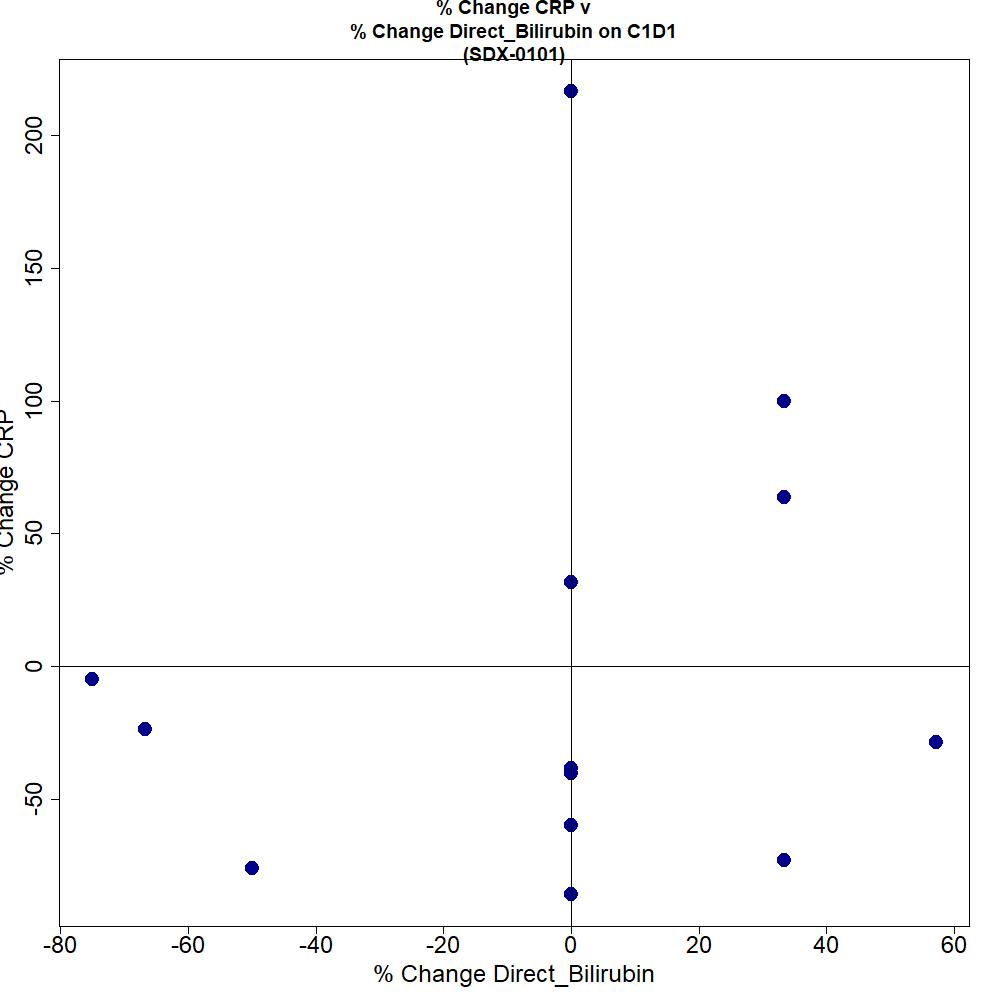 % Change CRP v
% Change Direct_Bilirubin on C1D1
(SDX-0101)
% Change CRP
200
150
100
50
0
-50
-80 -60 -40 -20 0 20 40 60
% Change Direct_Bilirubin